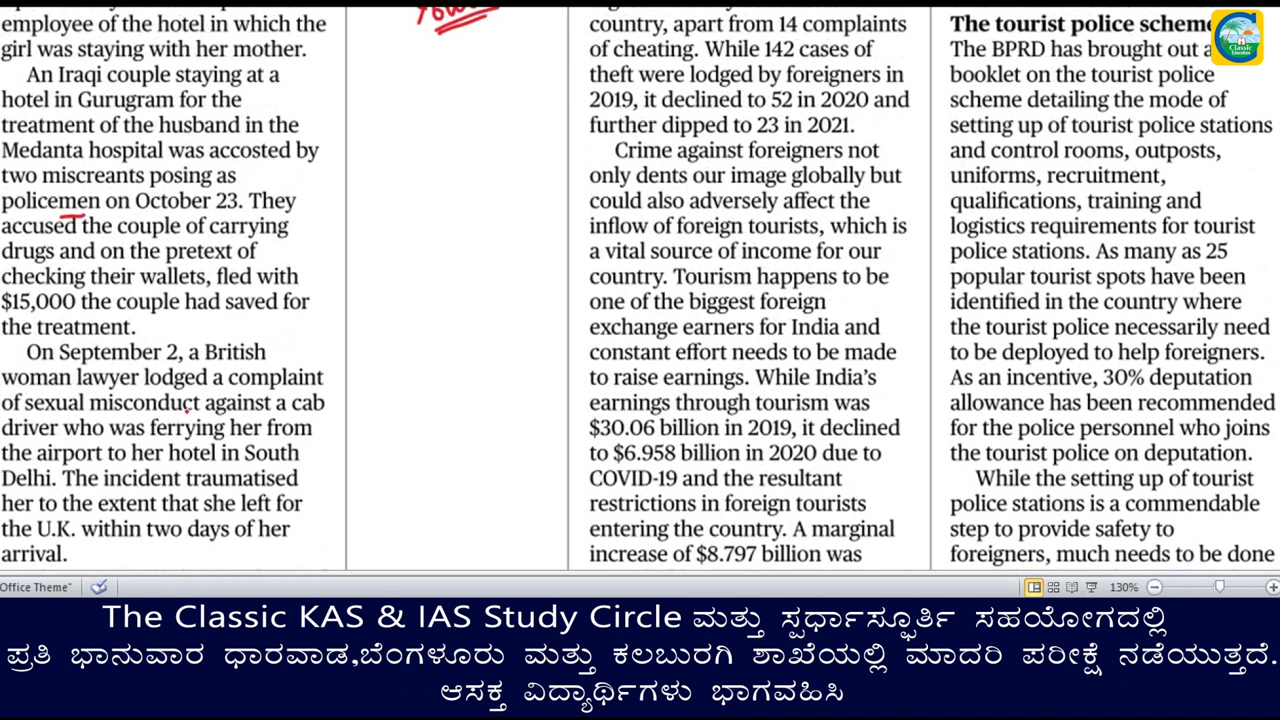 employee of the hotel in which the
girl was staying with her mother.
An Iraqi couple staying at a
hotel in Gurugram for the
treatment of the husband in the
Medanta hospital was accosted by
two miscreants posing as
policemen on October 23. They
accused the couple of carrying
drugs and on the pretext of
checking their wallets, fled with
$15,000 the couple had saved for
the treatment.
On September 2, a British
woman lawyer lodged a complaint
of sexual misconduct against a cab
driver who was ferrying her from
the airport to her hotel in South
Delhi. The incident traumatised
her to the extent that she left for
the U.K. within two days of her
arrival.
country, apart from 14 complaints
of cheating. While 142 cases of
theft were lodged by foreigners in
2019, it declined to 52 in 2020 and
further dipped to 23 in 2021.
Crime against foreigners not
only dents our image globally but
could also adversely affect the
inflow of foreign tourists, which is
a vital source of income for our
country. Tourism happens to be
one of the biggest foreign
exchange earners for India and
constant effort needs to be made
to raise earnings. While India's
earnings through tourism was
$30.06 billion in 2019, it declined
to $6.958 billion in 2020 due to
COVID-19 and the resultant
restrictions in foreign tourists
entering the country. A marginal
increase of $8.797 billion was
The tourist police scheme
The BPRD has brought out a
booklet on the tourist police
scheme detailing the mode of
setting up of tourist police stations
and control rooms, outposts,
uniforms, recruitment,
qualifications, training and
logistics requirements for tourist
police stations. As many as 25
popular tourist spots have been
identified in the country where
the tourist police necessarily need
to be deployed to help foreigners.
As an incentive, 30% deputation
allowance has been recommended
for the police personnel who joins
the tourist police on deputation.
While the setting up of tourist
police stations is a commendable
step to provide safety to
foreigners, much needs to be done
Classic
Education
Office Theme"
130%
The Classic KAS & IAS Study Circle ಮತ್ತು ಸ್ಪರ್ಧಾಸ್ಫೂರ್ತಿ ಸಹಯೋಗದಲ್ಲಿ
ಪ್ರತಿ ಭಾನುವಾರ ಧಾರವಾಡ,ಬೆಂಗಳೂರು ಮತ್ತು ಕಲಬುರಗಿ ಶಾಖೆಯಲ್ಲಿ ಮಾದರಿ ಪರೀಕ್ಷೆ ನಡೆಯುತ್ತದೆ.
ಆಸಕ್ತ ವಿದ್ಯಾರ್ಥಿಗಳು ಭಾಗವಹಿಸಿ